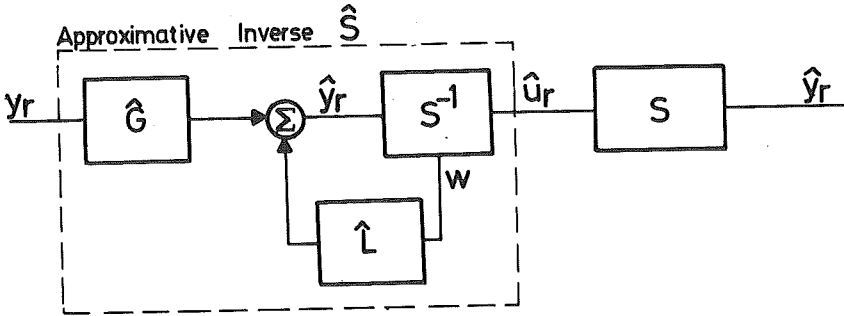 Approximative Inverse Ŝ
yr
Ĝ
Σ
ŷr
S⁻¹
ûr
S
ŷr
w
L̂